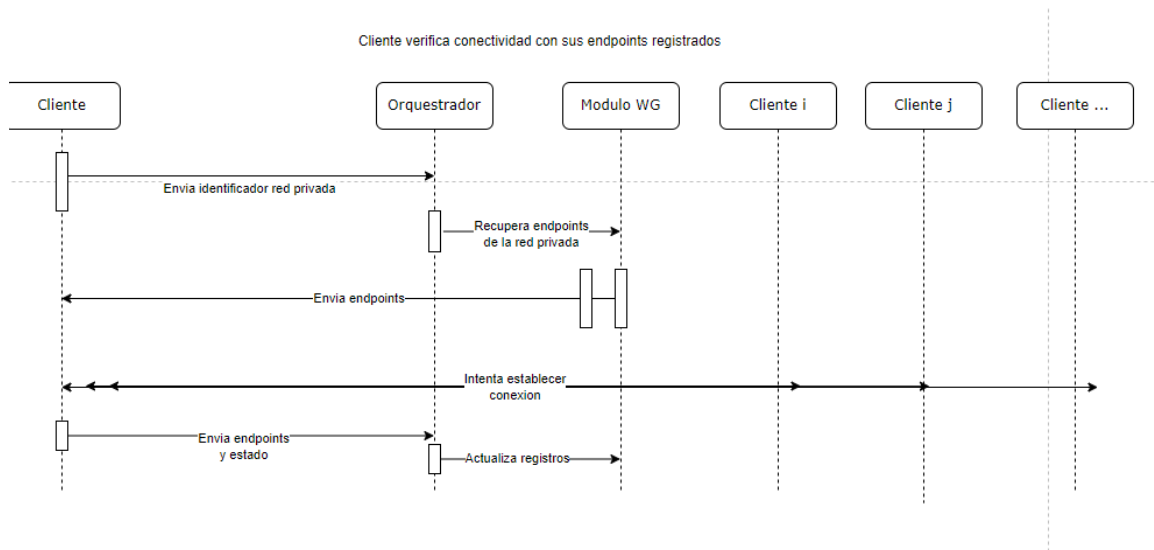 Cliente verifica conectividad con sus endpoints registrados
Cliente
Orquestrador
Modulo WG
Cliente i
Cliente j
Cliente ...
Envia identificador red privada
Recupera endpoints
de la red privada
Envia endpoints
Intenta establecer
conexion
Envia endpoints
y estado
Actualiza registros